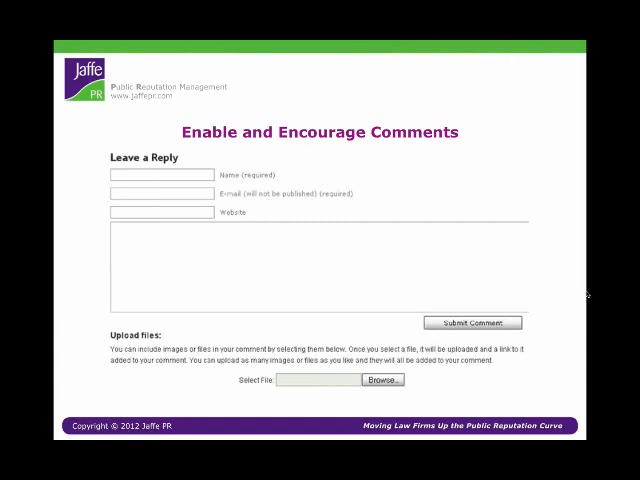 Jaffe
PR
Public Reputation Management
www.jaffepr.com
Enable and Encourage Comments
Leave a Reply
Name (required)
E-mail (will not be published) (required)
Website
Submit Comment
Upload files:
You can include images or files in your comment by selecting them below. Once you select a file, it will be uploaded and a link to it
added to your comment. You can upload as many images or files as you like and they will all be added to your comment.
Select File:
Browse...
Copyright © 2012 Jaffe PR
Moving Law Firms Up the Public Reputation Curve